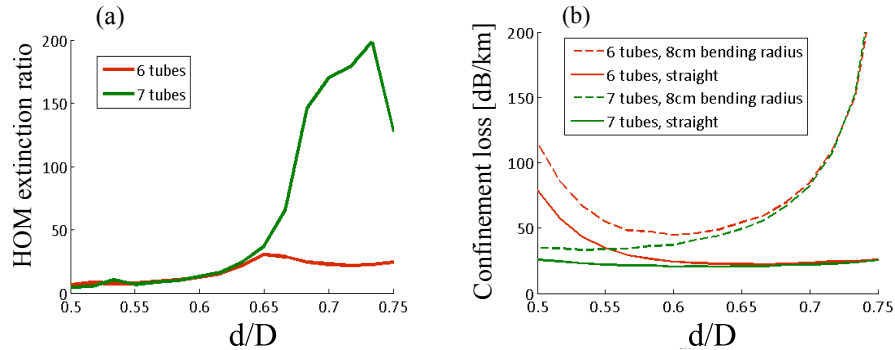 (a)
HOM extinction ratio
200
150
100
50
0
0.5
0.55
0.6
0.65
0.7
0.75
d/D
6 tubes
7 tubes
(b)
Confinement loss [dB/km]
200
150
100
50
0
0.5
0.55
0.6
0.65
0.7
0.75
d/D
6 tubes, 8cm bending radius
6 tubes, straight
7 tubes, 8cm bending radius
7 tubes, straight